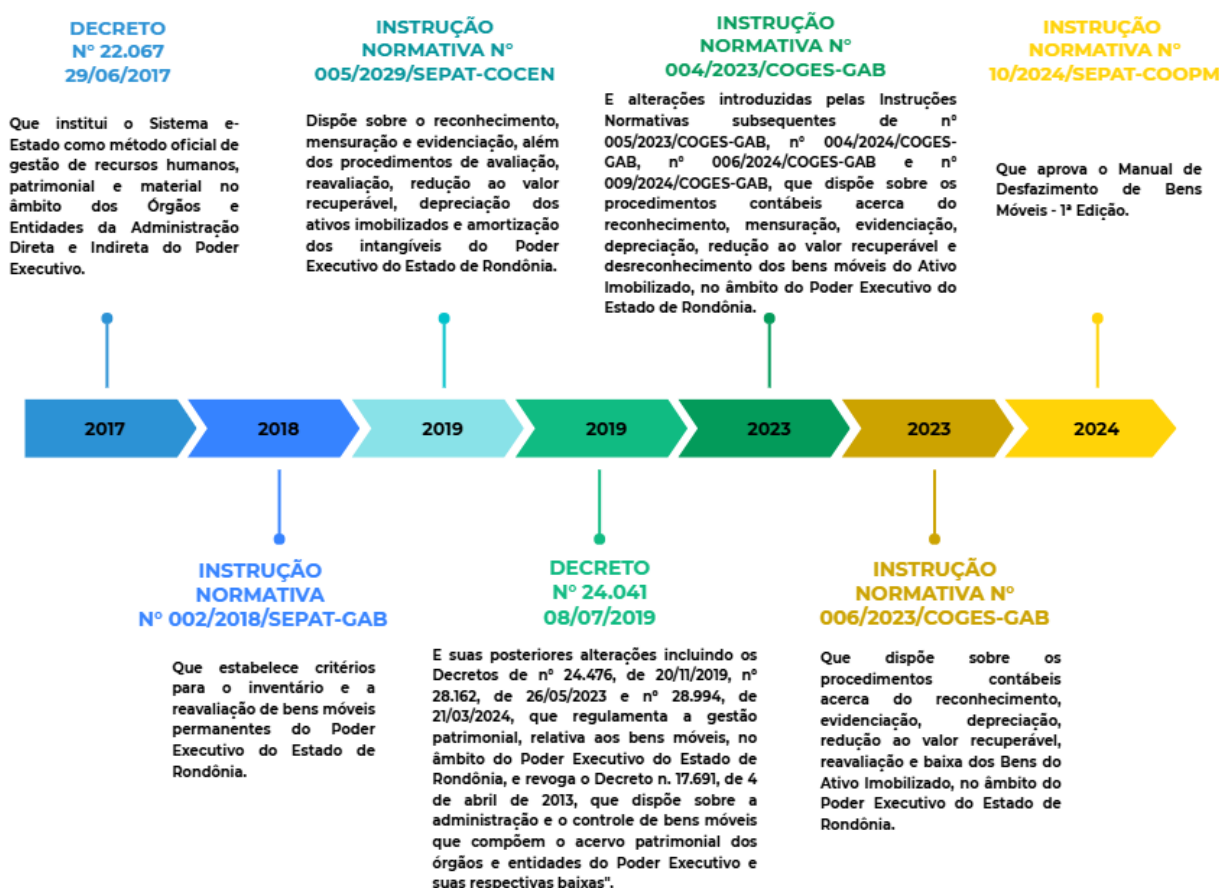 DECRETO
N° 22.067
29/06/2017
Que institui o Sistema e-
Estado como método oficial de
gestão de recursos humanos,
patrimonial e material no
âmbito dos Órgãos e
Entidades da Administração
Direta e Indireta do Poder
Executivo.
INSTRUÇÃO
NORMATIVA N°
005/2029/SEPAT-COCEN
Dispõe sobre o reconhecimento,
mensuração e evidenciação, além
dos procedimentos de avaliação,
reavaliação, redução ao valor
recuperável, depreciação dos
ativos imobilizados e amortização
dos intangíveis do Poder
Executivo do Estado de Rondônia.
INSTRUÇÃO
NORMATIVA N°
004/2023/COGES-GAB
E alterações introduzidas pelas Instruções
Normativas subsequentes de n°
005/2023/COGES-GAB, n° 004/2024/COGES-
GAB, n° 006/2024/COGES-GAB e n°
009/2024/COGES-GAB, que dispõe sobre os
procedimentos contábeis acerca do
reconhecimento, mensuração, evidenciação,
depreciação, redução ao valor recuperável e
desreconhecimento dos bens móveis do Ativo
Imobilizado, no âmbito do Poder Executivo do
Estado de Rondônia.
INSTRUÇÃO
NORMATIVA N°
10/2024/SEPAT-COOPM
Que aprova o Manual de
Desfazimento de Bens
Móveis - 1ª Edição.
2017
2018
2019
2019
2023
2023
2024
INSTRUÇÃO
NORMATIVA
N° 002/2018/SEPAT-GAB
Que estabelece critérios
para o inventário e a
reavaliação de bens móveis
permanentes do Poder
Executivo do Estado de
Rondônia.
DECRETO
N° 24.041
08/07/2019
E suas posteriores alterações incluindo os
Decretos de n° 24.476, de 20/11/2019, n°
28.162, de 26/05/2023 e n° 28.994, de
21/03/2024, que regulamenta a gestão
patrimonial, relativa aos bens móveis, no
âmbito do Poder Executivo do Estado de
Rondônia, e revoga o Decreto n. 17.691, de 4
de abril de 2013, que dispõe sobre a
administração e o controle de bens móveis
que compõem o acervo patrimonial dos
órgãos e entidades do Poder Executivo e
suas respectivas baixas".
INSTRUÇÃO
NORMATIVA N°
006/2023/COGES-GAB
Que dispõe sobre os
procedimentos contábeis
acerca do reconhecimento,
evidenciação, depreciação,
redução ao valor recuperável,
reavaliação e baixa dos Bens do
Ativo Imobilizado, no âmbito do
Poder Executivo do Estado de
Rondônia.